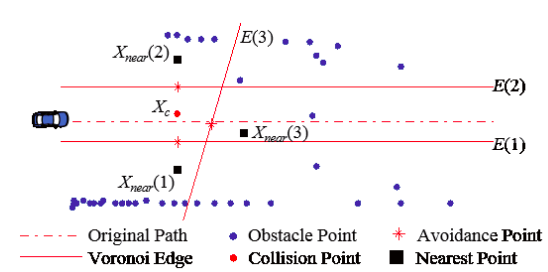 E(3)
X_near(2)
E(2)
X_c
X_near(3)
E(1)
X_near(1)
Original Path Obstacle Point Avoidance Point
Voronoi Edge Collision Point Nearest Point